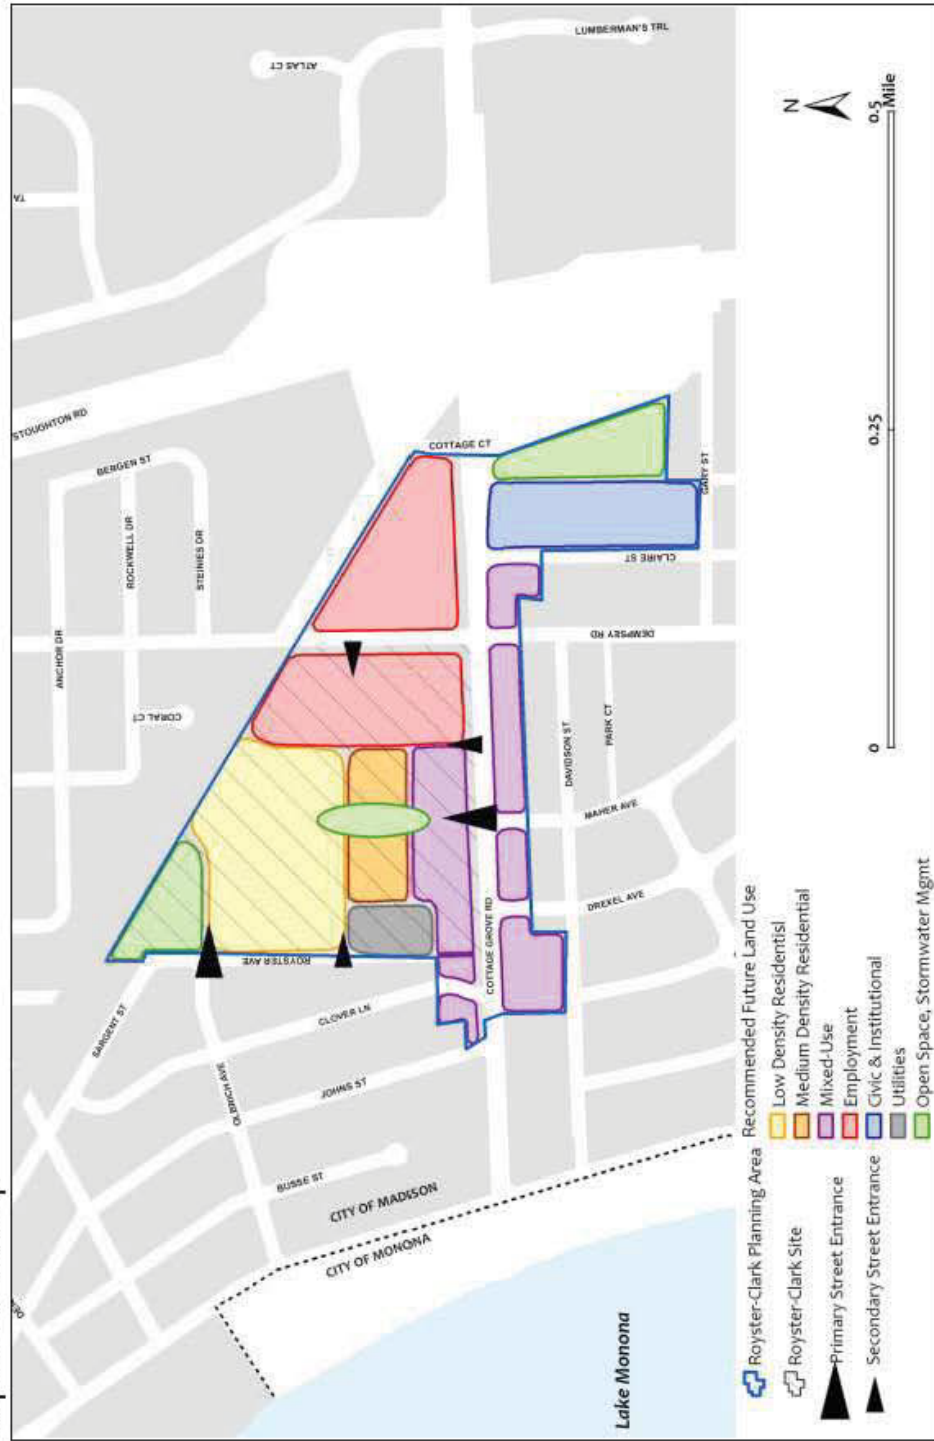 LUMBERMAN'S TRL
ATLAS CT
TA
STOUGHTON RD
BERGEN ST
ROCKWELL DR
STEINIES DR
ANCHOR DR
CORAL CT
COTTAGE CT
GARY ST
CLAIRE ST
DEMPSEY RD
DAVIDSON ST
PARK CT
MAHER AVE
DREXEL AVE
COTTAGE GROVE RD
ROYSTER AVE
SARGENT ST
CLOVER LN
OLBRICH AVE
JOHNS ST
BUSSE ST
CITY OF MADISON
CITY OF MONONA
Lake Monona
N
0
0.25
0.5
Mile
Royster-Clark Planning Area
Royster-Clark Site
Primary Street Entrance
Secondary Street Entrance
Recommended Future Land Use
Low Density Residentisl
Medium Density Residential
Mixed-Use
Employment
Civic & Institutional
Utilities
Open Space, Stormwater Mgmt